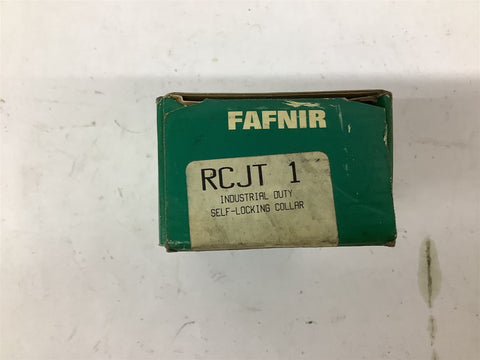 FAFNIR
RCJT 1
INDUSTRIAL DUTY
SELF-LOCKING COLLAR